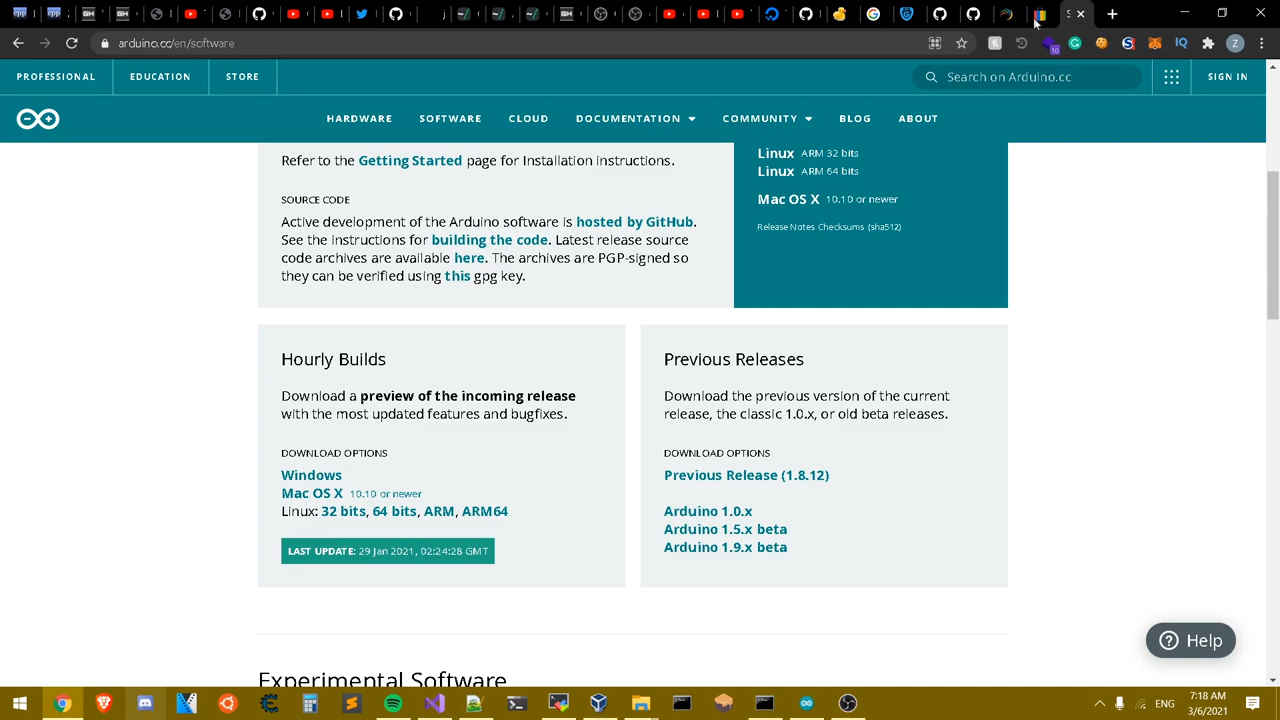 arduino.cc/en/software
10
IQ
Z
PROFESSIONAL
EDUCATION
STORE
Search on Arduino.cc
SIGN IN
HARDWARE
SOFTWARE
CLOUD
DOCUMENTATION
COMMUNITY
BLOG
ABOUT
Refer to the Getting Started page for Installation instructions.
SOURCE CODE
Active development of the Arduino software is hosted by GitHub.
See the instructions for building the code. Latest release source
code archives are available here. The archives are PGP-signed so
they can be verified using this gpg key.
Linux ARM 32 bits
Linux ARM 64 bits
Mac OS X 10.10 or newer
Release Notes Checksums (sha512)
Hourly Builds
Download a preview of the incoming release
with the most updated features and bugfixes.
DOWNLOAD OPTIONS
Windows
Mac OS X 10.10 or newer
Linux: 32 bits, 64 bits, ARM, ARM64
LAST UPDATE: 29 Jan 2021, 02:24:28 GMT
Previous Releases
Download the previous version of the current
release, the classic 1.0.x, or old beta releases.
DOWNLOAD OPTIONS
Previous Release (1.8.12)
Arduino 1.0.x
Arduino 1.5.x beta
Arduino 1.9.x beta
Help
Experimental Software
ENG
7:18 AM
3/6/2021